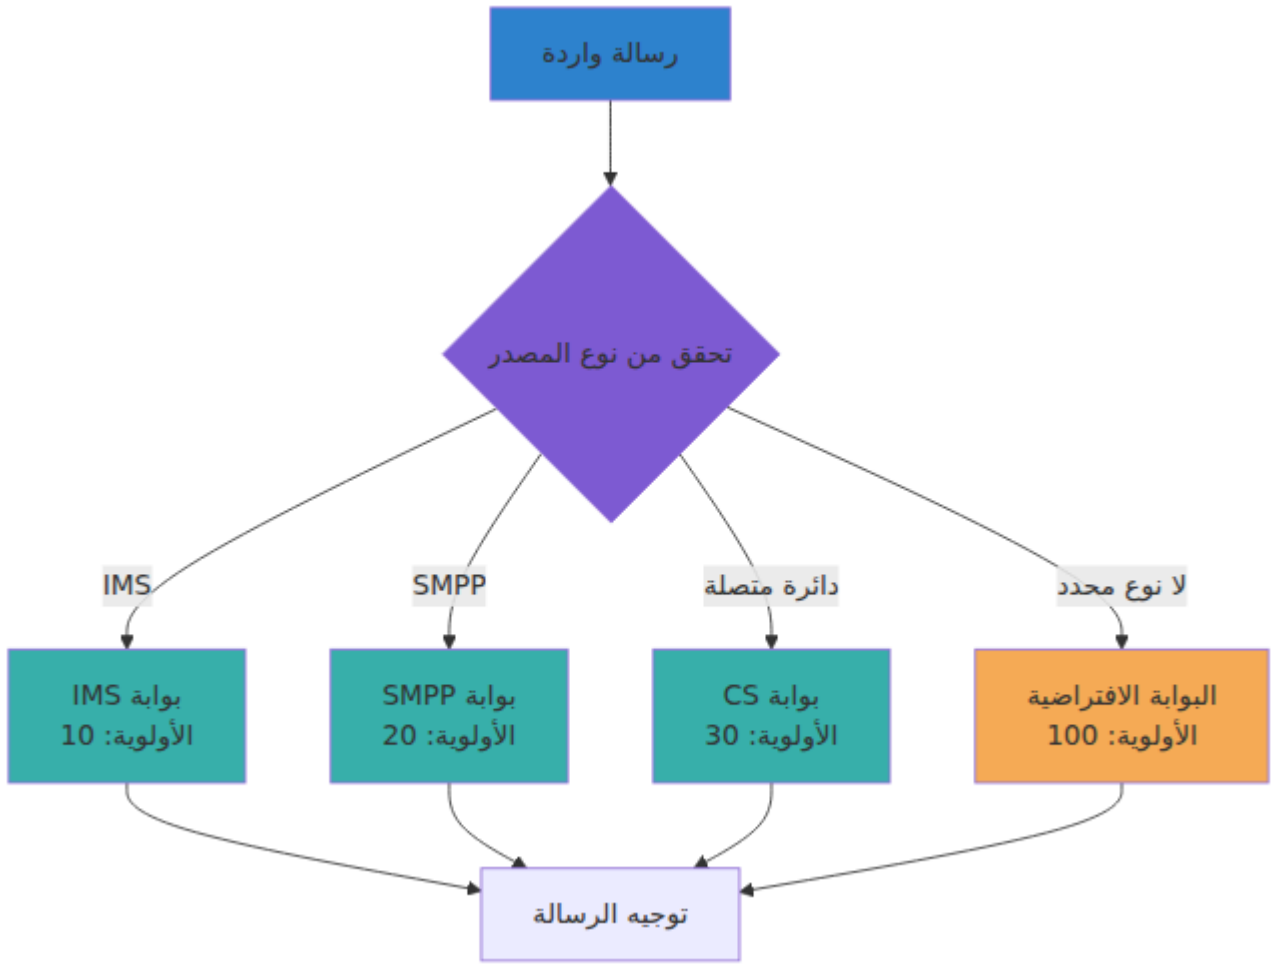 رسالة واردة
تحقق من نوع المصدر
IMS
SMPP
دائرة متصلة
لا نوع محدد
بوابة IMS
الأولوية: 10
بوابة SMPP
الأولوية: 20
بوابة CS
الأولوية: 30
البوابة الافتراضية
الأولوية: 100
توجيه الرسالة